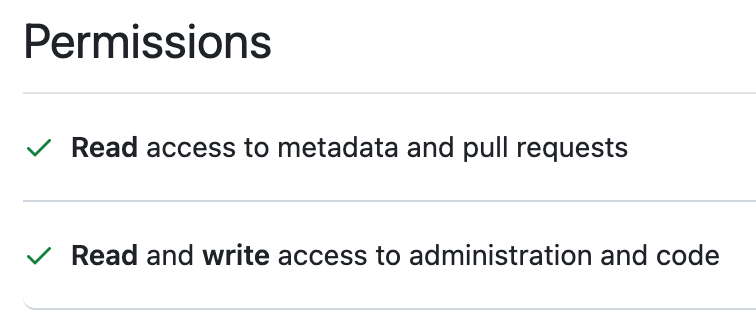 Permissions
Read access to metadata and pull requests
Read and write access to administration and code